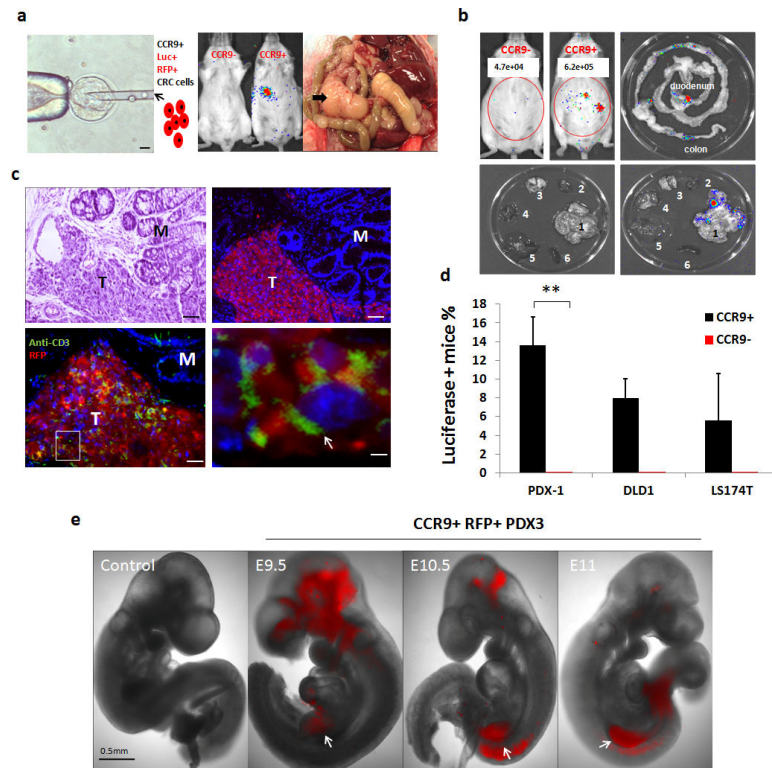 a
CCR9+
Luc+
RFP+
CRC cells
CCR9-
CCR9+
b
CCR9-
4.7e+04
CCR9+
6.2e+05
duodenum
colon
1
2
3
4
5
6
1
2
3
4
5
6
c
M
T
M
Anti-CD3
RFP
M
T
d
**
Luciferase+ mice %
18
16
14
12
10
8
6
4
2
0
PDX-1
DLD1
LS174T
CCR9+
CCR9-
e
CCR9+ RFP+ PDX3
Control
E9.5
E10.5
E11
0.5mm